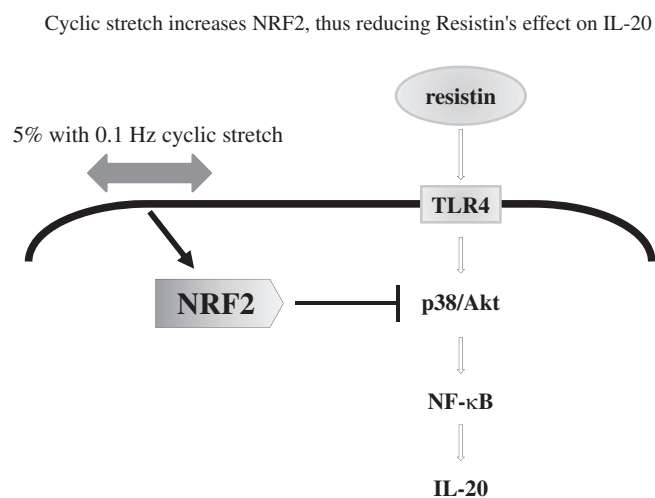 Cyclic stretch increases NRF2, thus reducing Resistin's effect on IL-20
resistin
5% with 0.1 Hz cyclic stretch
TLR4
NRF2
p38/Akt
NF-κB
IL-20